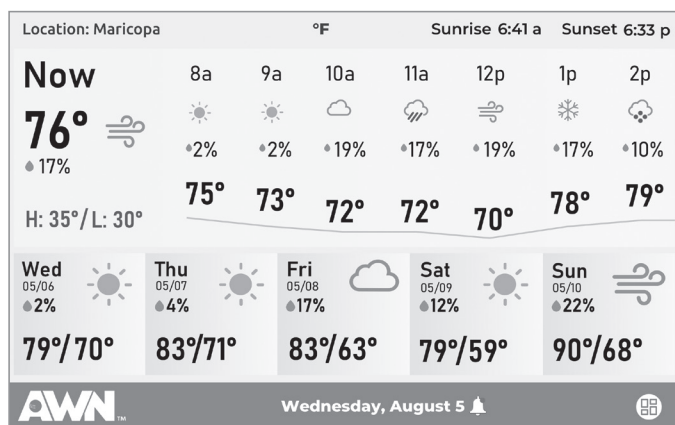 Location: Maricopa °F Sunrise 6:41 a Sunset 6:33 p
Now 8a 9a 10a 11a 12p 1p 2p
76°
17% 2% 2% 19% 17% 19% 17% 10%
H: 35°/ L: 30° 75° 73° 72° 72° 70° 78° 79°
Wed Thu Fri Sat Sun
05/06 05/07 05/08 05/09 05/10
2% 4% 17% 12% 22%
79°/70° 83°/71° 83°/63° 79°/59° 90°/68°
AWN™ Wednesday, August 5